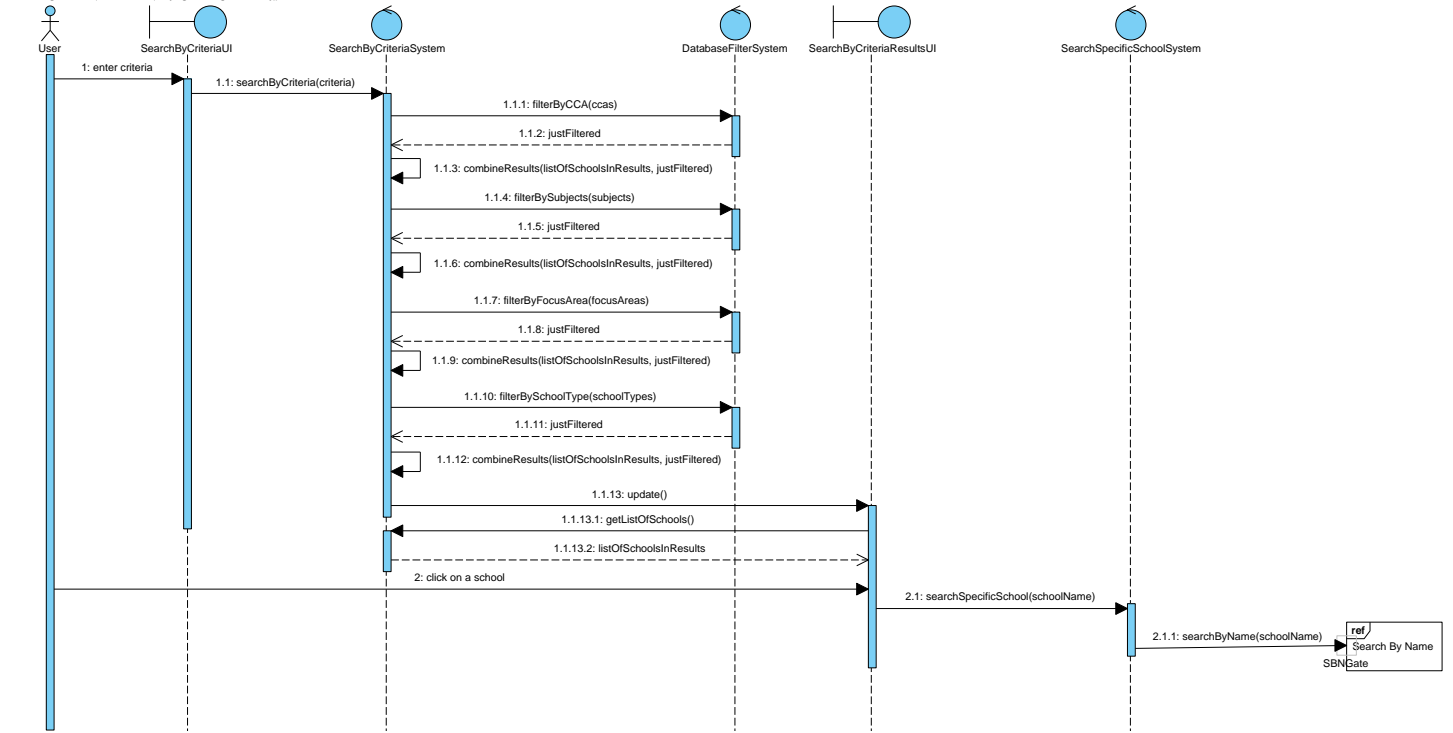 User
SearchByCriteriaUI
SearchByCriteriaSystem
DatabaseFilterSystem
SearchByCriteriaResultsUI
SearchSpecificSchoolSystem
1: enter criteria
1.1: searchByCriteria(criteria)
1.1.1: filterByCCA(ccas)
1.1.2: justFiltered
1.1.3: combineResults(listOfSchoolsInResults, justFiltered)
1.1.4: filterBySubjects(subjects)
1.1.5: justFiltered
1.1.6: combineResults(listOfSchoolsInResults, justFiltered)
1.1.7: filterByFocusArea(focusAreas)
1.1.8: justFiltered
1.1.9: combineResults(listOfSchoolsInResults, justFiltered)
1.1.10: filterBySchoolType(schoolTypes)
1.1.11: justFiltered
1.1.12: combineResults(listOfSchoolsInResults, justFiltered)
1.1.13: update()
1.1.13.1: getListOfSchools()
1.1.13.2: listOfSchoolsInResults
2: click on a school
2.1: searchSpecificSchool(schoolName)
2.1.1: searchByName(schoolName)
ref
Search By Name
SBNGate